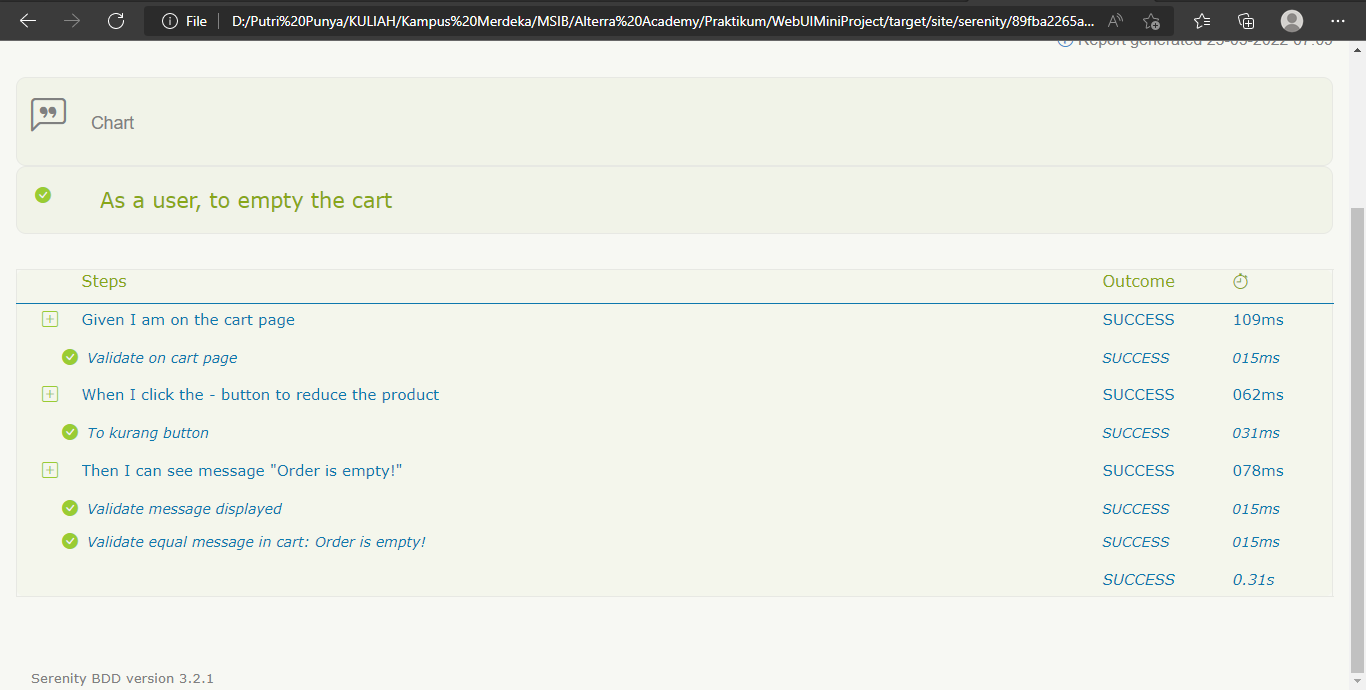 File D:/Putri%20Punya/KULIAH/Kampus%20Merdeka/MSIB/Alterra%20Academy/Praktikum/WebUIMiniProject/target/site/serenity/89fba2265a...
Report generated 25-05-2022 07:09
Chart
As a user, to empty the cart
Steps Outcome
Given I am on the cart page SUCCESS 109ms
Validate on cart page SUCCESS 015ms
When I click the - button to reduce the product SUCCESS 062ms
To kurang button SUCCESS 031ms
Then I can see message "Order is empty!" SUCCESS 078ms
Validate message displayed SUCCESS 015ms
Validate equal message in cart: Order is empty! SUCCESS 015ms
SUCCESS 0.31s
Serenity BDD version 3.2.1